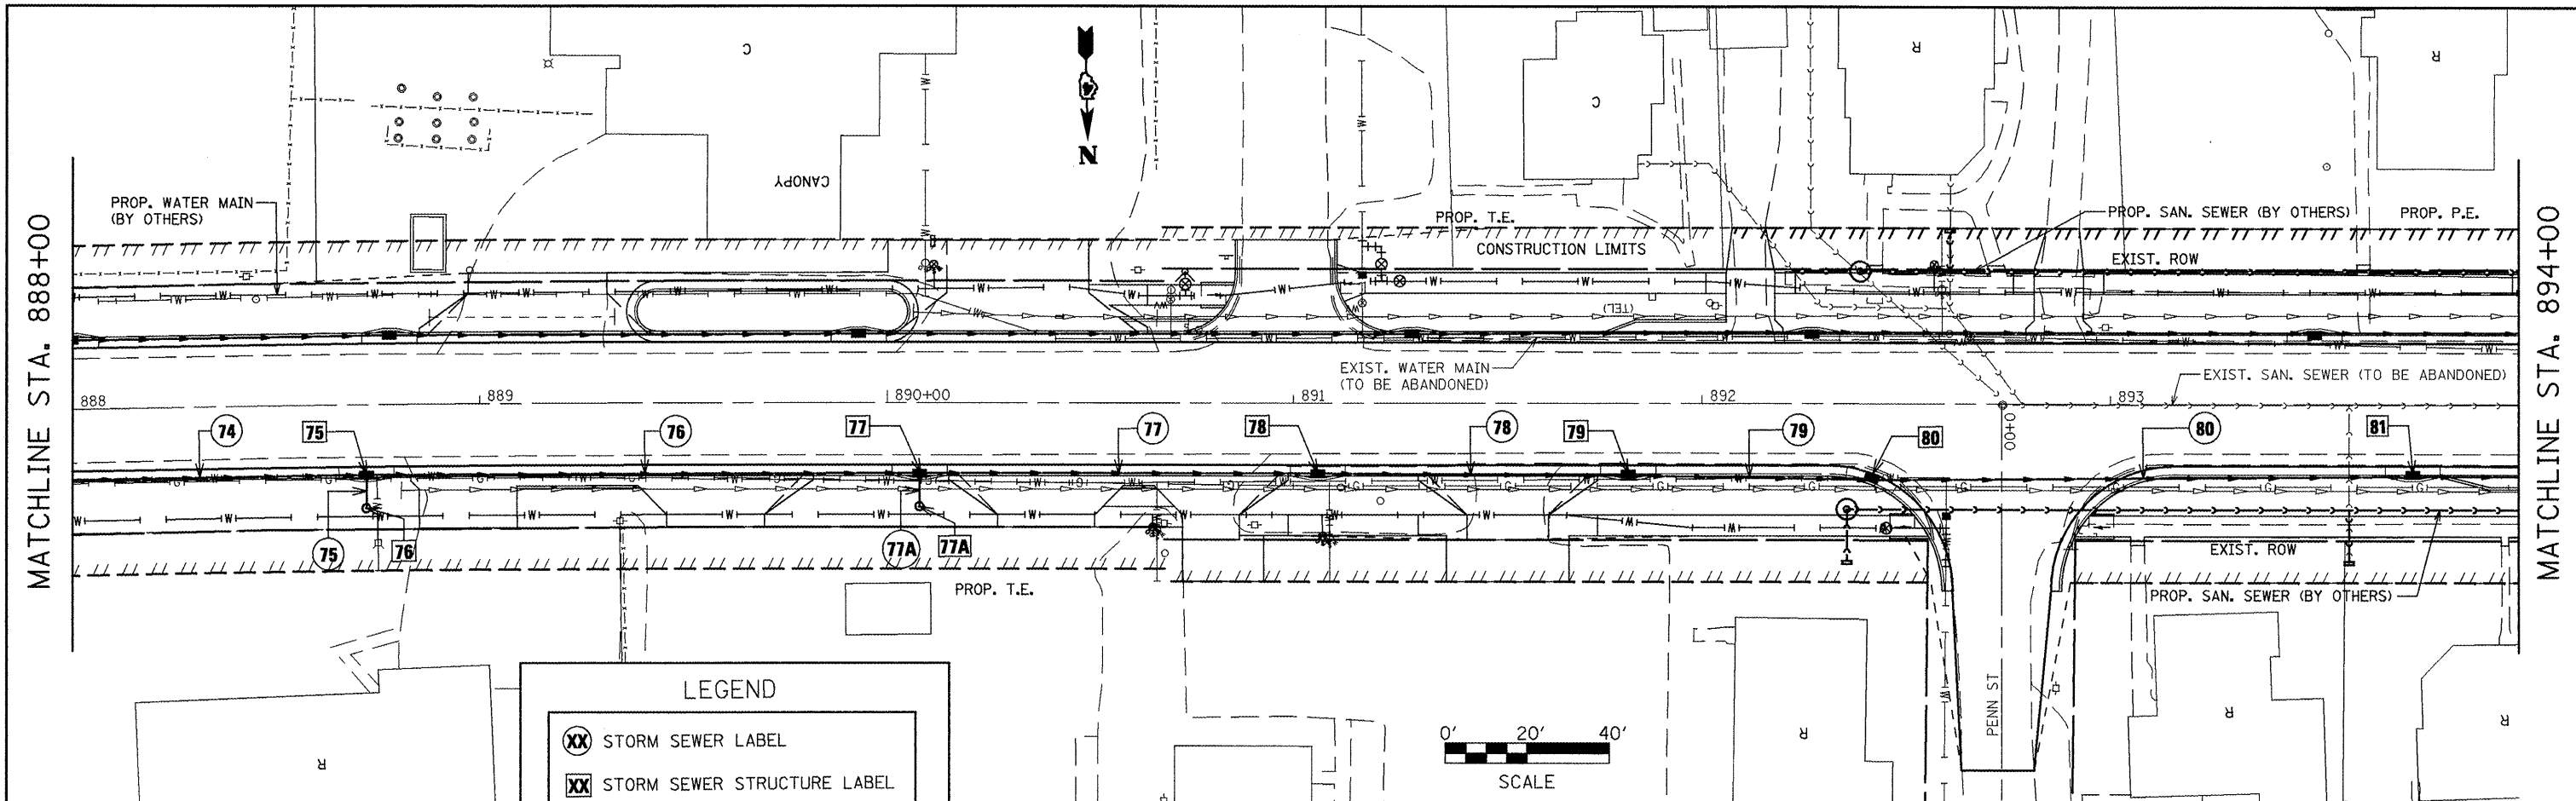 C
C
R
R
N
CANOPY
PROP. WATER MAIN
(BY OTHERS)
PROP. T.E.
CONSTRUCTION LIMITS
PROP. SAN. SEWER (BY OTHERS)
PROP. P.E.
EXIST. ROW
MATCHLINE STA. 888+00
MATCHLINE STA. 894+00
(TEL)
EXIST. WATER MAIN
(TO BE ABANDONED)
EXIST. SAN. SEWER (TO BE ABANDONED)
888
889
890+00
891
892
893
0+00
74
75
76
77
77
78
78
79
79
80
80
81
75
76
77A
77A
EXIST. ROW
PROP. T.E.
PROP. SAN. SEWER (BY OTHERS)
PENN ST
LEGEND
XX STORM SEWER LABEL
XX STORM SEWER STRUCTURE LABEL
0' 20' 40'
SCALE
R
R
R
R